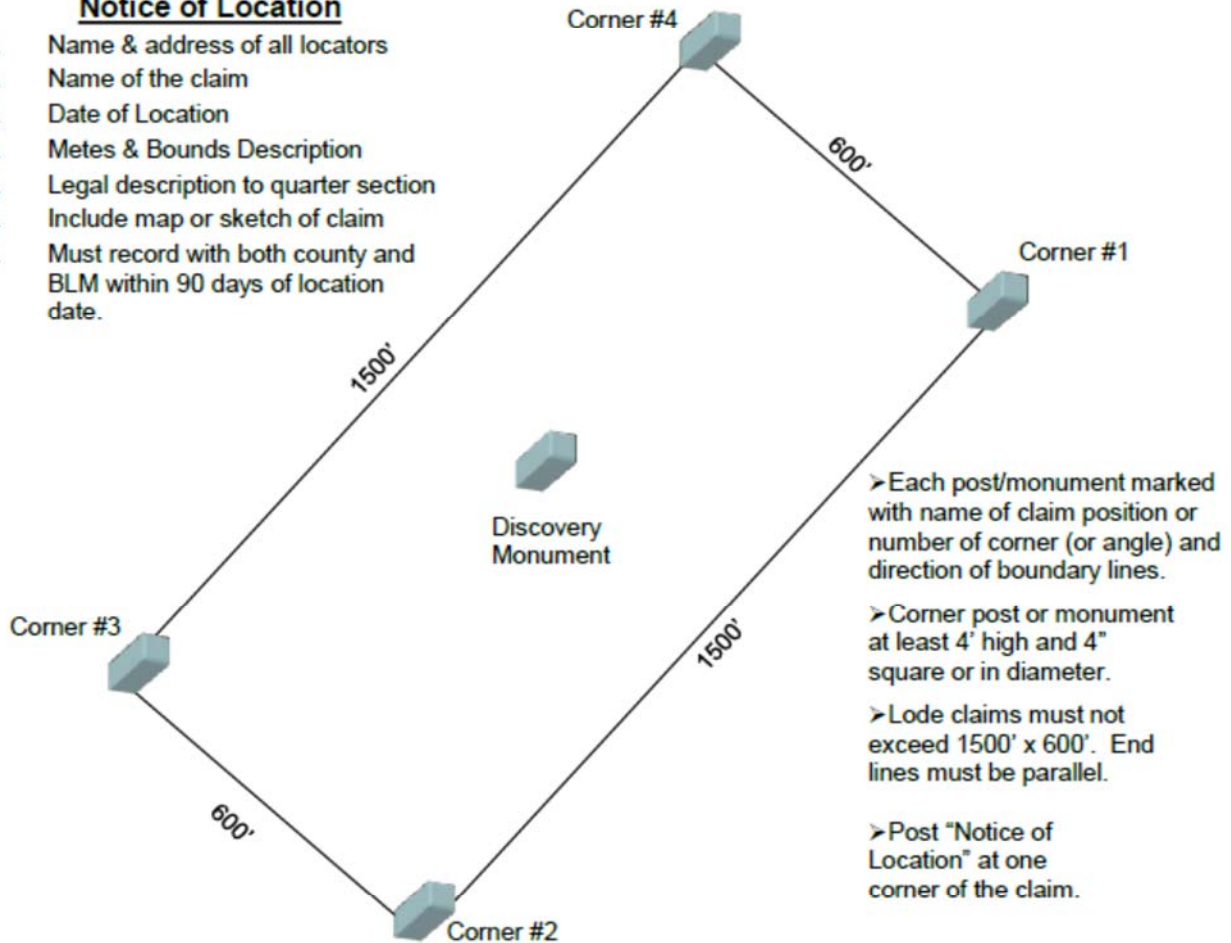 Notice of Location
Name & address of all locators
Name of the claim
Date of Location
Metes & Bounds Description
Legal description to quarter section
Include map or sketch of claim
Must record with both county and
BLM within 90 days of location
date.
Corner #4
600'
Corner #1
1500'
Discovery
Monument
Corner #3
1500'
600'
Corner #2
➢Each post/monument marked
with name of claim position or
number of corner (or angle) and
direction of boundary lines.
➢Corner post or monument
at least 4' high and 4"
square or in diameter.
➢Lode claims must not
exceed 1500' x 600'. End
lines must be parallel.
➢Post "Notice of
Location" at one
corner of the claim.